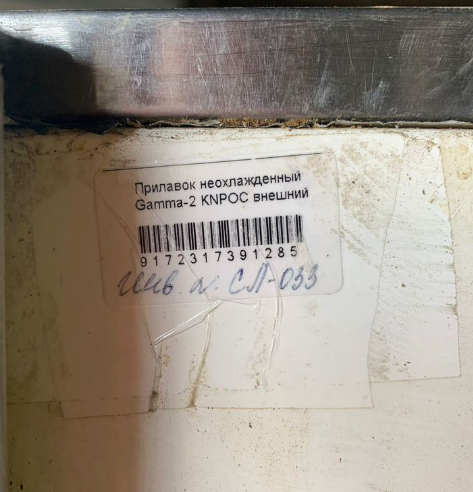 Прилавок неохлажденный
Gamma-2 KNPOC внешний
9172317391285
Инв. №. СЛ-033